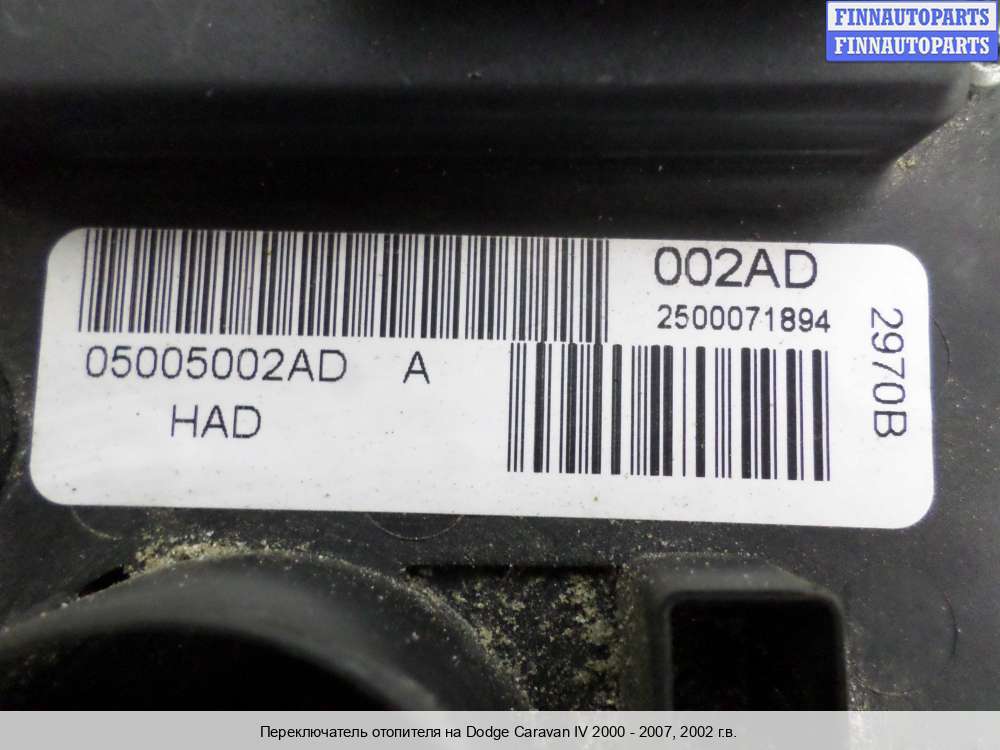 FINNAUTOPARTS
FINNAUTOPARTS
002AD
2500071894
05005002AD A
HAD
2970B
Переключатель отопителя на Dodge Caravan IV 2000 - 2007, 2002 г.в.